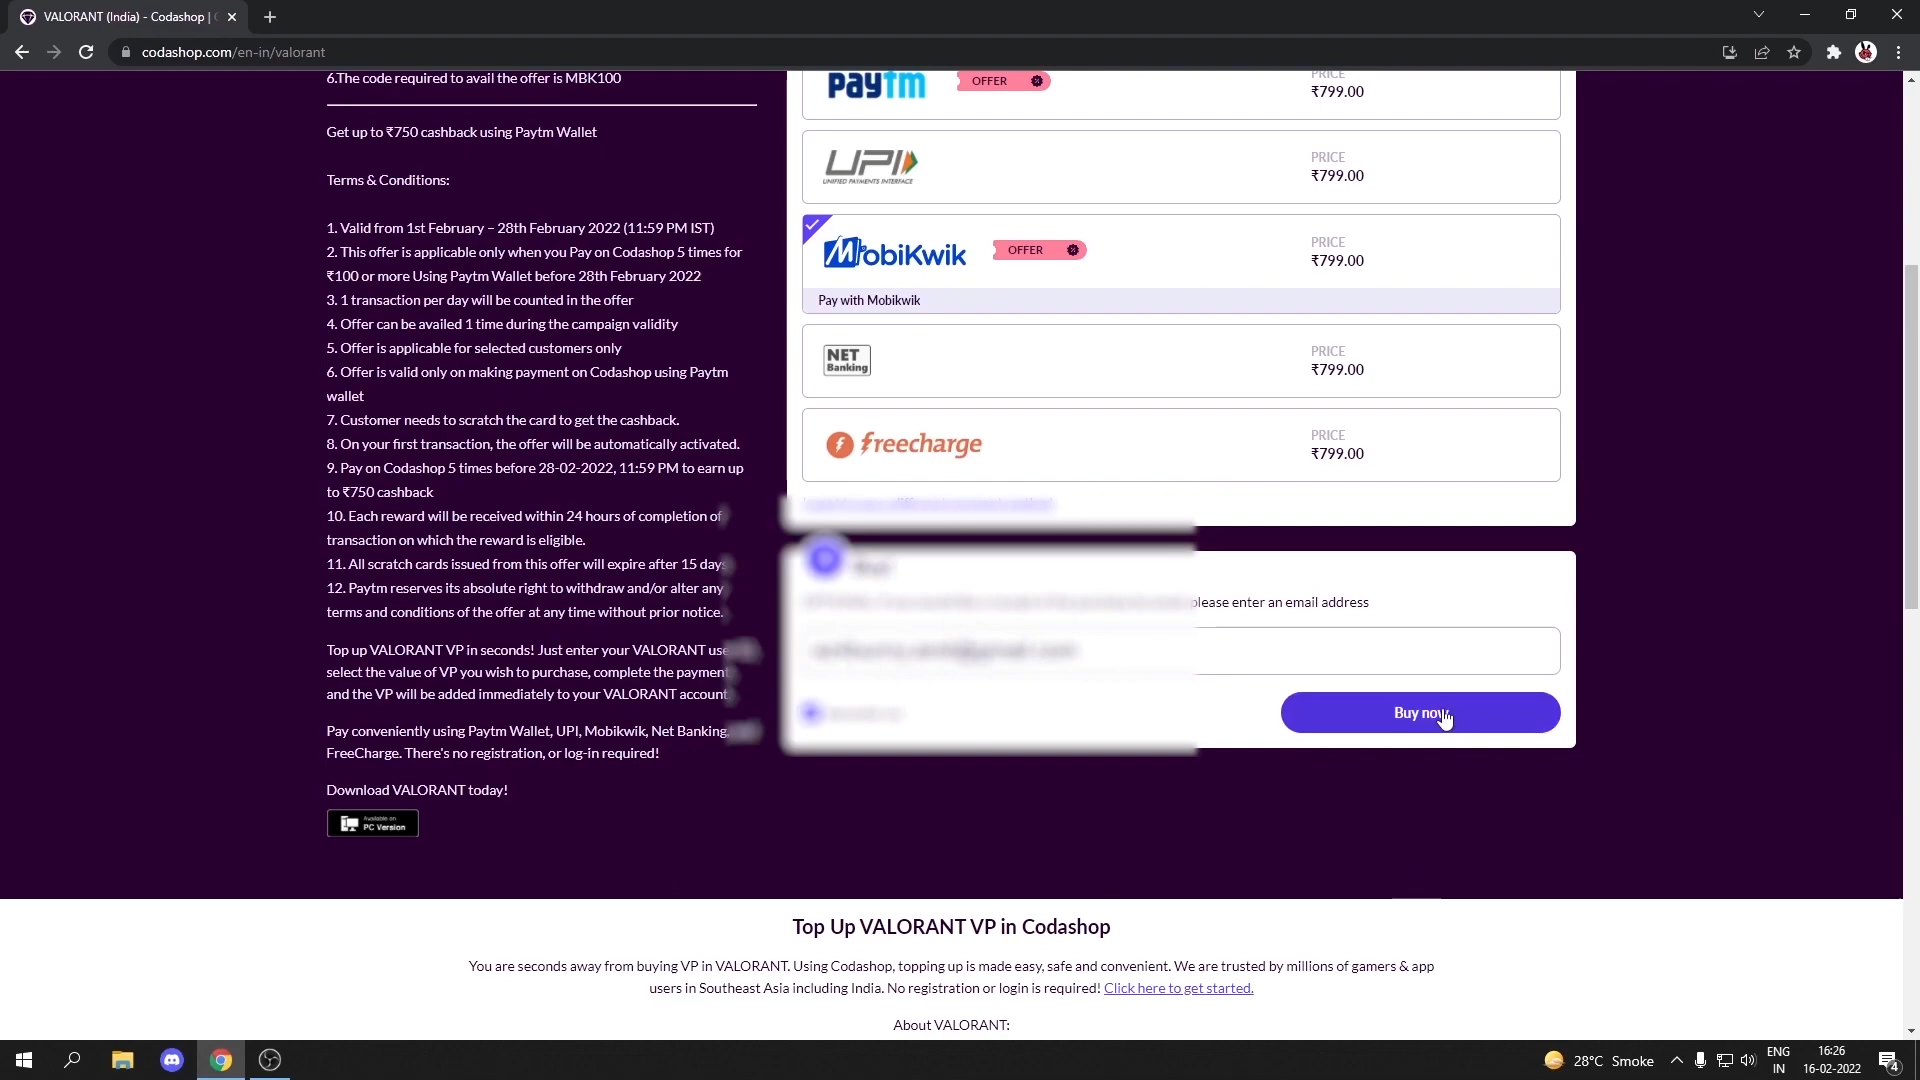 VALORANT (India) - Codashop |
codashop.com/en-in/valorant
6.The code required to avail the offer is MBK100
Get up to ₹750 cashback using Paytm Wallet
Terms & Conditions:
1. Valid from 1st February – 28th February 2022 (11:59 PM IST)
2. This offer is applicable only when you Pay on Codashop 5 times for
₹100 or more Using Paytm Wallet before 28th February 2022
3. 1 transaction per day will be counted in the offer
4. Offer can be availed 1 time during the campaign validity
5. Offer is applicable for selected customers only
6. Offer is valid only on making payment on Codashop using Paytm
wallet
7. Customer needs to scratch the card to get the cashback.
8. On your first transaction, the offer will be automatically activated.
9. Pay on Codashop 5 times before 28-02-2022, 11:59 PM to earn up
to ₹750 cashback
10. Each reward will be received within 24 hours of completion of
transaction on which the reward is eligible.
11. All scratch cards issued from this offer will expire after 15 days
12. Paytm reserves its absolute right to withdraw and/or alter any
terms and conditions of the offer at any time without prior notice.
Top up VALORANT VP in seconds! Just enter your VALORANT
select the value of VP you wish to purchase, complete the payment
and the VP will be added immediately to your VALORANT account
Pay conveniently using Paytm Wallet, UPI, Mobikwik, Net Banking,
FreeCharge. There's no registration, or log-in required!
Download VALORANT today!
Available on
PC Version
paytm
OFFER
PRICE
₹799.00
UPI
UNIFIED PAYMENTS INTERFACE
PRICE
₹799.00
MobiKwik
OFFER
PRICE
₹799.00
Pay with Mobikwik
NET
Banking
PRICE
₹799.00
freecharge
PRICE
₹799.00
please enter an email address
Buy now
Top Up VALORANT VP in Codashop
You are seconds away from buying VP in VALORANT. Using Codashop, topping up is made easy, safe and convenient. We are trusted by millions of gamers & app
users in Southeast Asia including India. No registration or login is required! Click here to get started.
About VALORANT:
28°C Smoke
ENG
IN
16:26
16-02-2022
4